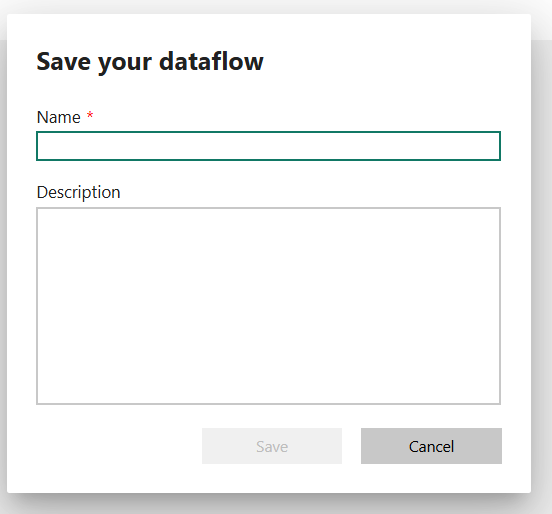 Save your dataflow
Name *
Description
Save
Cancel